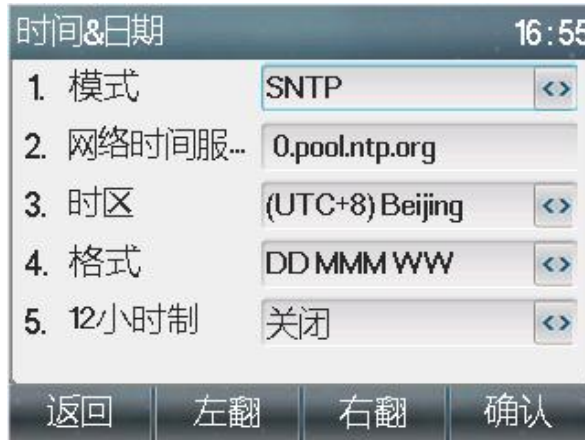 时间&日期 16:55
1. 模式 SNTP
2. 网络时间服... 0.pool.ntp.org
3. 时区 (UTC+8) Beijing
4. 格式 DD MMM WW
5. 12小时制 关闭
返回 左翻 右翻 确认